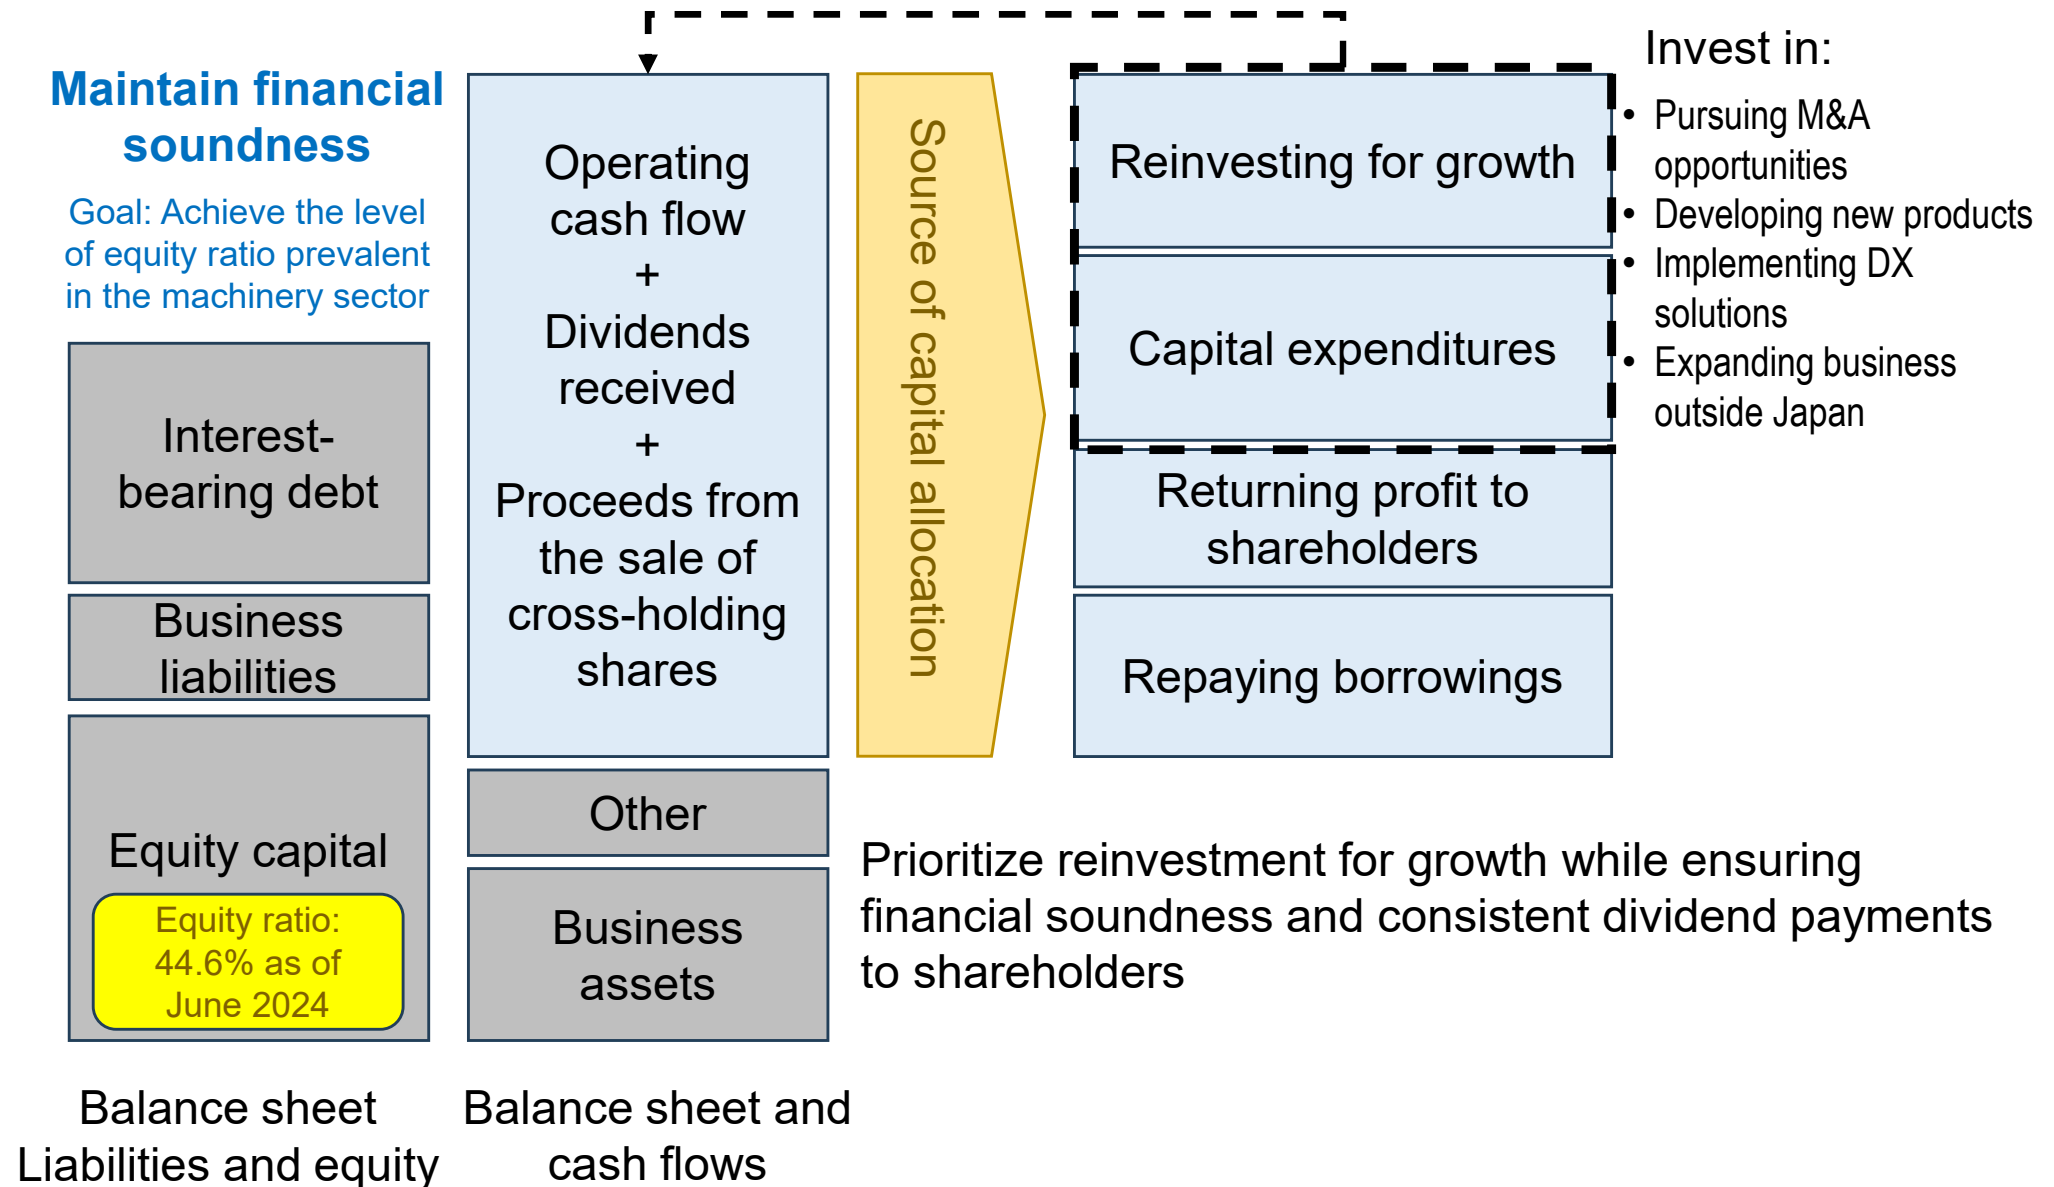 Maintain financial
soundness
Goal: Achieve the level
of equity ratio prevalent
in the machinery sector
Interest-
bearing debt
Business
liabilities
Equity capital
Equity ratio:
44.6% as of
June 2024
Balance sheet
Liabilities and equity
Operating
cash flow
+
Dividends
received
+
Proceeds from
the sale of
cross-holding
shares
Other
Business
assets
Balance sheet and
cash flows
Source of capital allocation
Reinvesting for growth
Capital expenditures
Returning profit to
shareholders
Repaying borrowings
Invest in:
• Pursuing M&A
opportunities
• Developing new products
• Implementing DX
solutions
• Expanding business
outside Japan
Prioritize reinvestment for growth while ensuring
financial soundness and consistent dividend payments
to shareholders